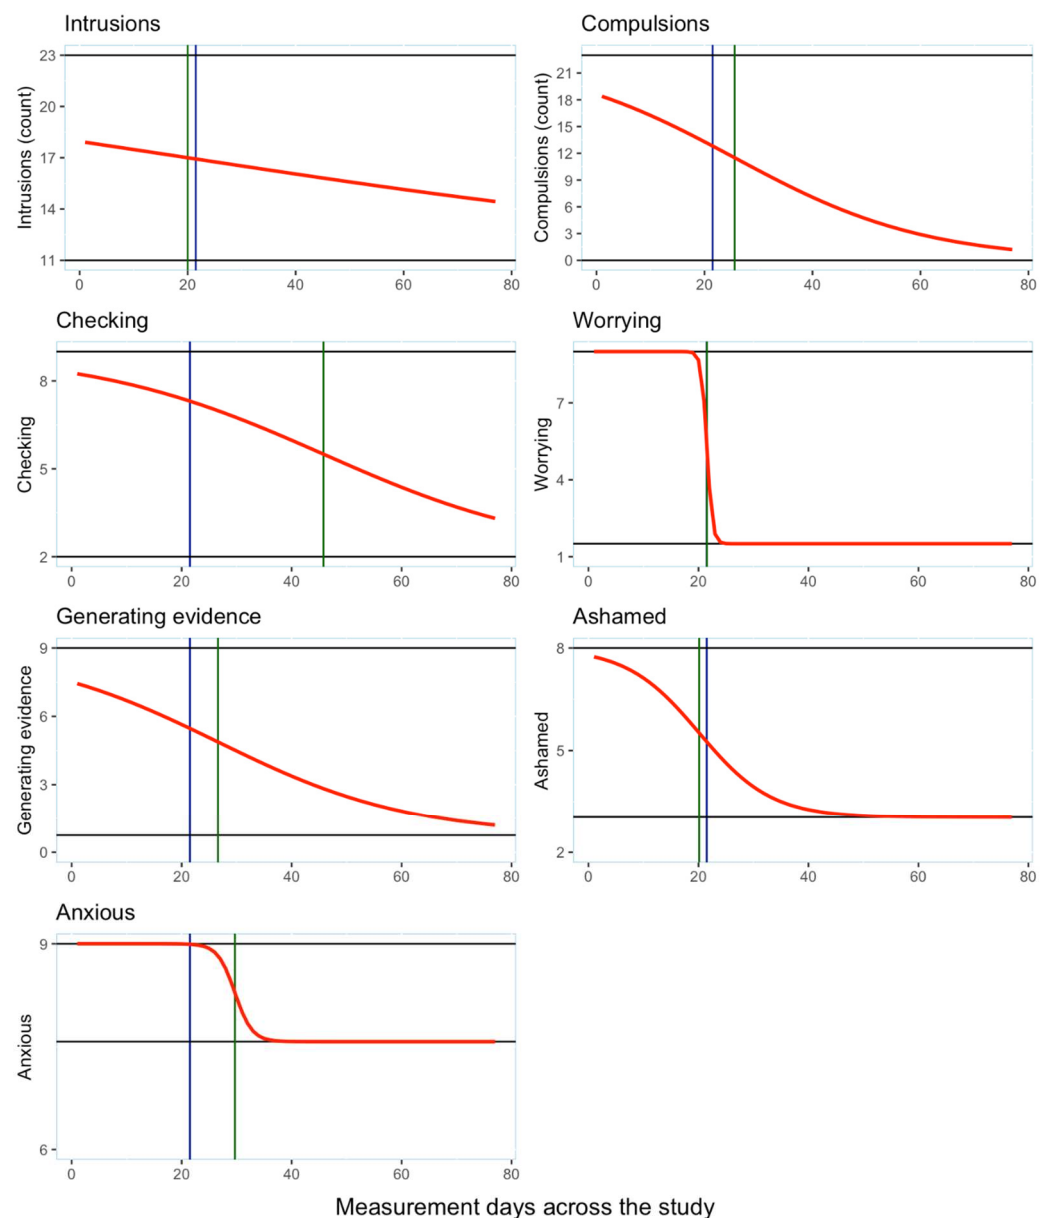 Intrusions
Intrusions (count)
23
20
17
14
11
0 20 40 60 80
Compulsions
Compulsions (count)
21
18
15
12
9
6
3
0
0 20 40 60 80
Checking
Checking
8
5
2
0 20 40 60 80
Worrying
Worrying
7
4
1
0 20 40 60 80
Generating evidence
Generating evidence
9
6
3
0
0 20 40 60 80
Ashamed
Ashamed
8
5
2
0 20 40 60 80
Anxious
Anxious
9
6
0 20 40 60 80
Measurement days across the study